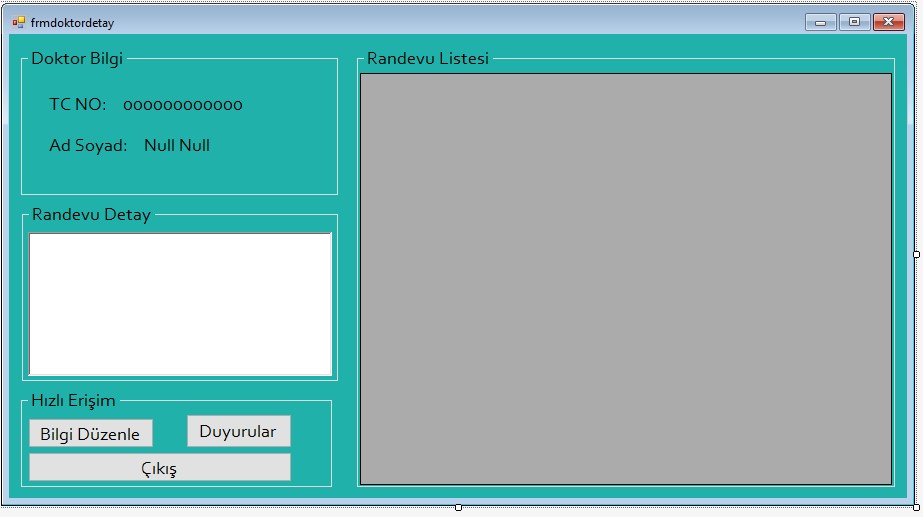 frmdoktordetay
Doktor Bilgi
TC NO: 000000000000
Ad Soyad: Null Null
Randevu Detay
Hızlı Erişim
Bilgi Düzenle
Duyurular
Çıkış
Randevu Listesi